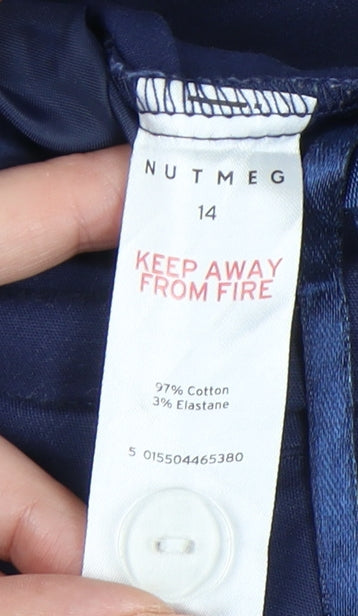 NUTMEG
14
KEEP AWAY
FROM FIRE
97% Cotton
3% Elastane
5 015504465380